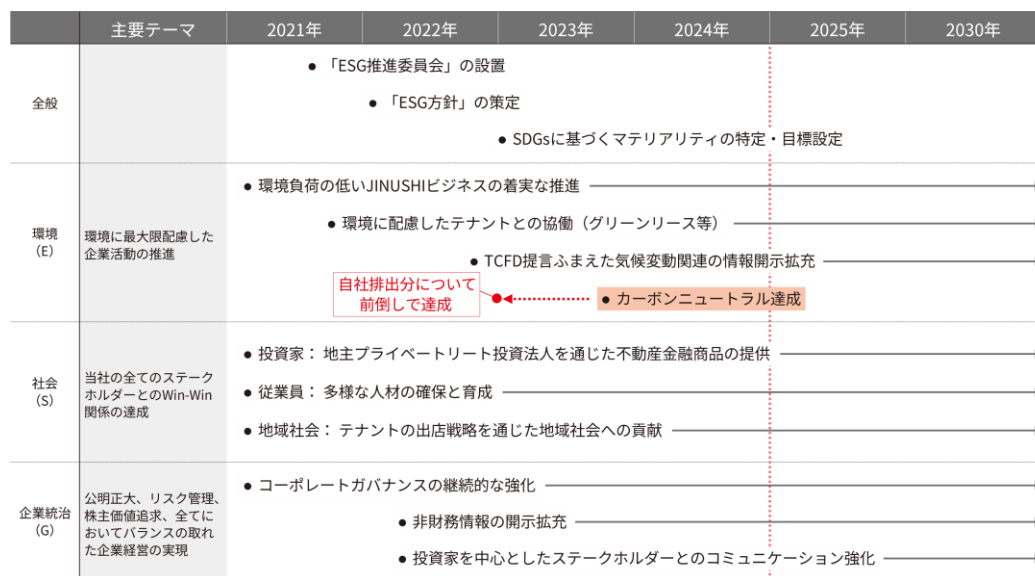 主要テーマ 2021年 2022年 2023年 2024年 2025年 2030年
全般
● 「ESG推進委員会」の設置
● 「ESG方針」の策定
● SDGsに基づくマテリアリティの特定・目標設定
環境
（E）
環境に最大限配慮した
企業活動の推進
● 環境負荷の低いJINUSHIビジネスの着実な推進
● 環境に配慮したテナントとの協働（グリーンリース等）
● TCFD提言ふまえた気候変動関連の情報開示拡充
自社排出分について
前倒しで達成
● カーボンニュートラル達成
社会
（S）
当社の全てのステーク
ホルダーとのWin-Win
関係の達成
● 投資家： 地主プライベートリート投資法人を通じた不動産金融商品の提供
● 従業員： 多様な人材の確保と育成
● 地域社会： テナントの出店戦略を通じた地域社会への貢献
企業統治
（G）
公明正大、リスク管理、
株主価値追求、全てに
おいてバランスの取れ
た企業経営の実現
● コーポレートガバナンスの継続的な強化
● 非財務情報の開示拡充
● 投資家を中心としたステークホルダーとのコミュニケーション強化